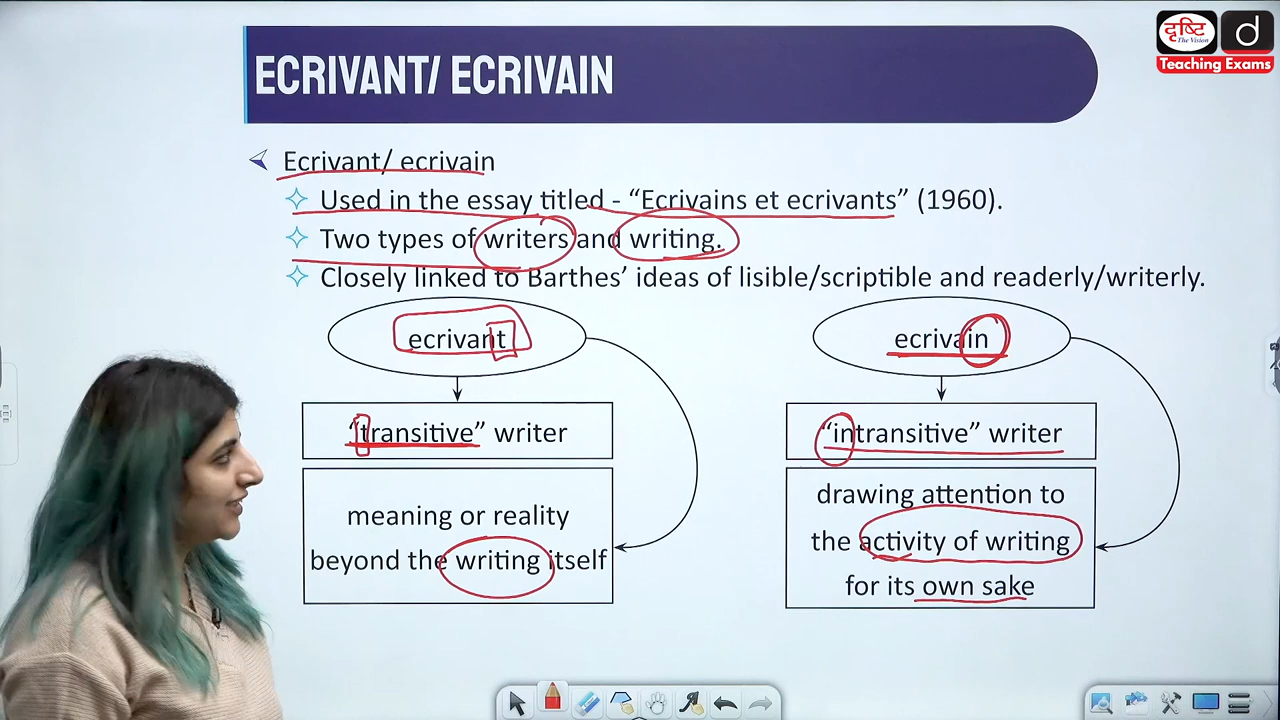 दृष्टि
The Vision
d
Teaching Exams
ECRIVANT/ ECRIVAIN
Ecrivant/ ecrivain
Used in the essay titled - “Ecrivains et ecrivants” (1960).
Two types of writers and writing.
Closely linked to Barthes’ ideas of lisible/scriptible and readerly/writerly.
ecrivant
“transitive” writer
meaning or reality
beyond the writing itself
ecrivain
“intransitive” writer
drawing attention to
the activity of writing
for its own sake